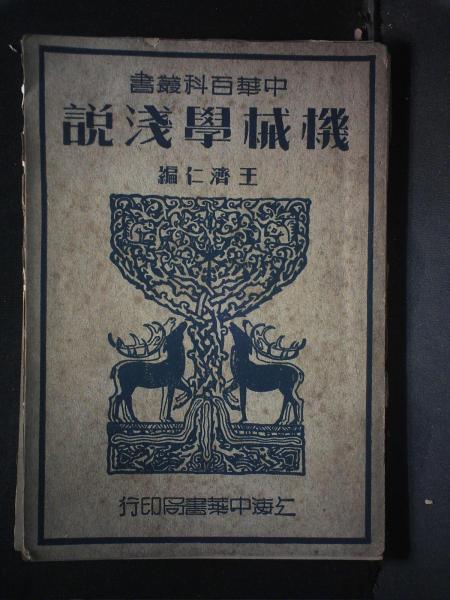 中華百科叢書
機械學淺説
王濟仁編
上海中華書局印行